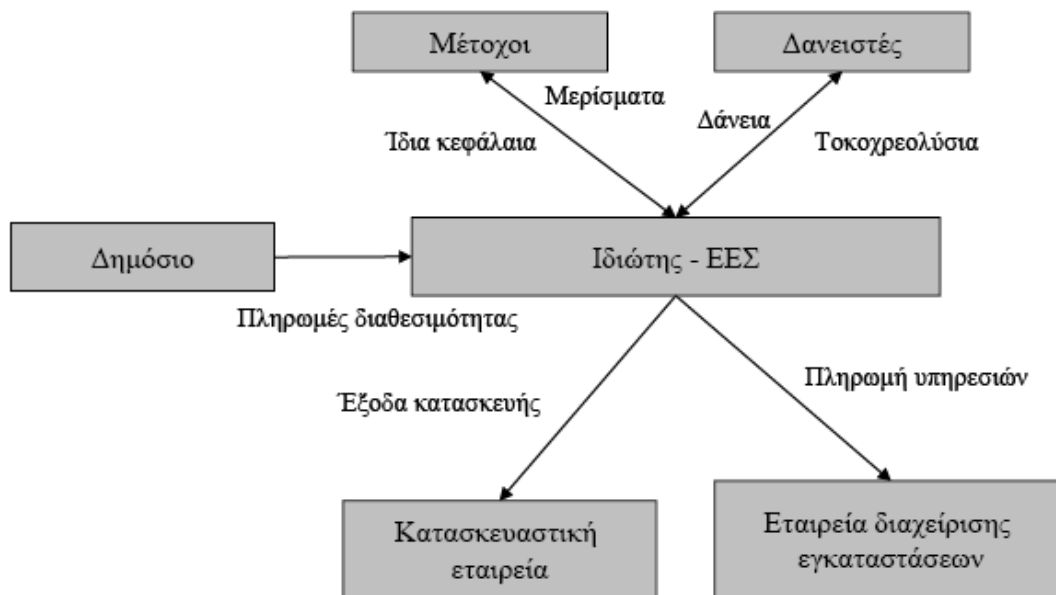 Μέτοχοι
Δανειστές
Μερίσματα
Δάνεια
Ίδια κεφάλαια
Τοκοχρεολύσια
Δημόσιο
Ιδιώτης - ΕΕΣ
Πληρωμές διαθεσιμότητας
Πληρωμή υπηρεσιών
Έξοδα κατασκευής
Κατασκευαστική
εταιρεία
Εταιρεία διαχείρισης
εγκαταστάσεων